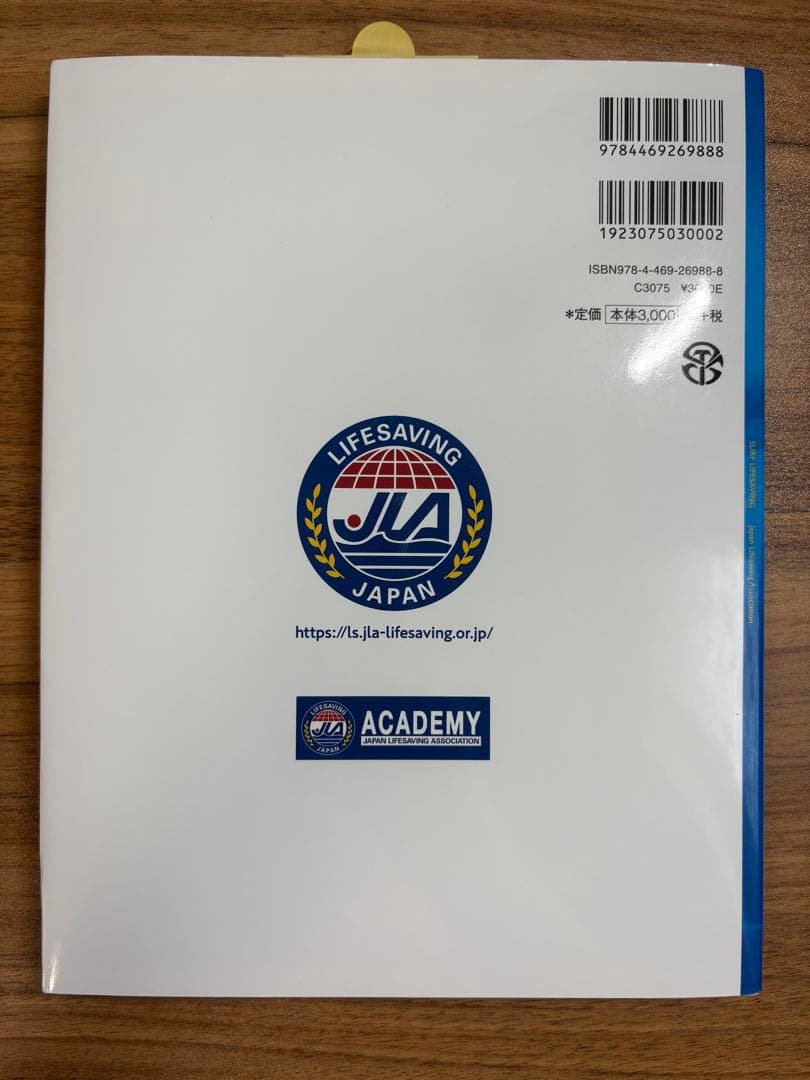 9784469269888
1923075030002
ISBN978-4-469-26988-8
C3075 ¥3000E
*定価 本体3,000 +税
LIFESAVING
JLA
JAPAN
https://ls.jla-lifesaving.or.jp/
LIFESAVING
JLA
JAPAN
ACADEMY
JAPAN LIFESAVING ASSOCIATION
SURF LIFESAVING Japan Lifesaving Association